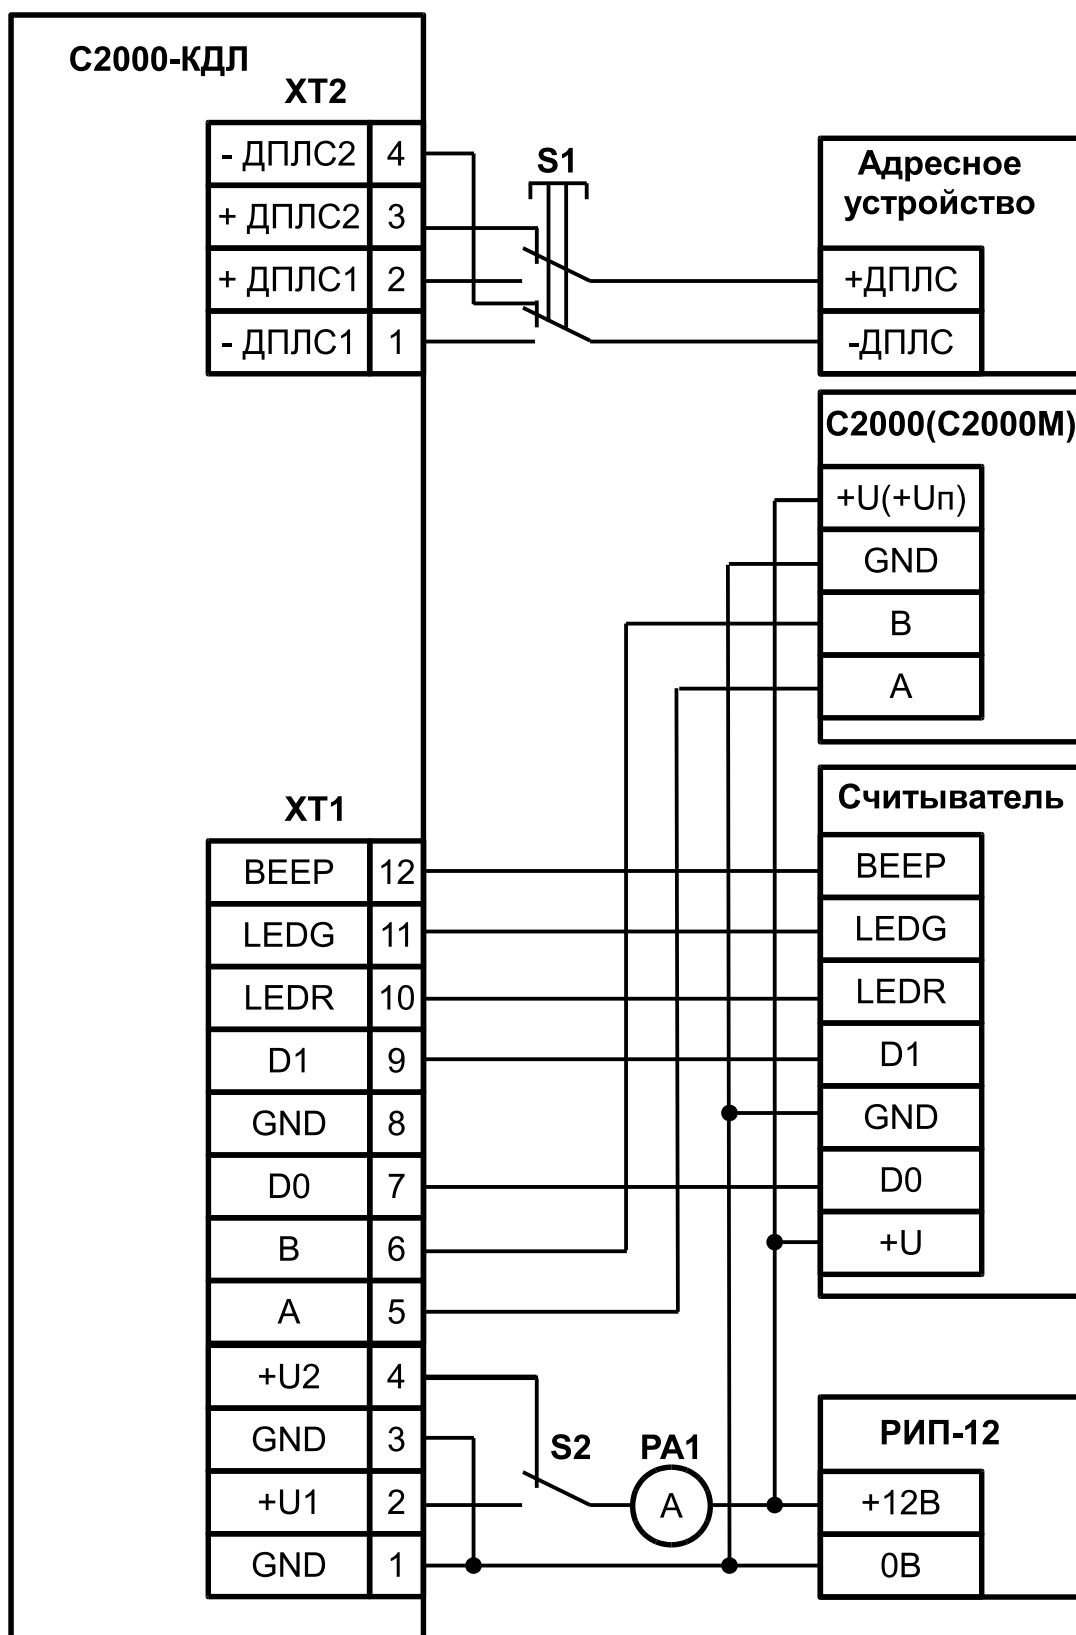 С2000-КДЛ
XT2
- ДПЛС2 4
+ ДПЛС2 3
+ ДПЛС1 2
- ДПЛС1 1
S1
Адресное
устройство
+ДПЛС
-ДПЛС
С2000(С2000М)
+U(+Uп)
GND
B
A
XT1
BEEP 12
LEDG 11
LEDR 10
D1 9
GND 8
D0 7
B 6
A 5
+U2 4
GND 3
+U1 2
GND 1
Считыватель
BEEP
LEDG
LEDR
D1
GND
D0
+U
S2
PA1
A
РИП-12
+12В
0В